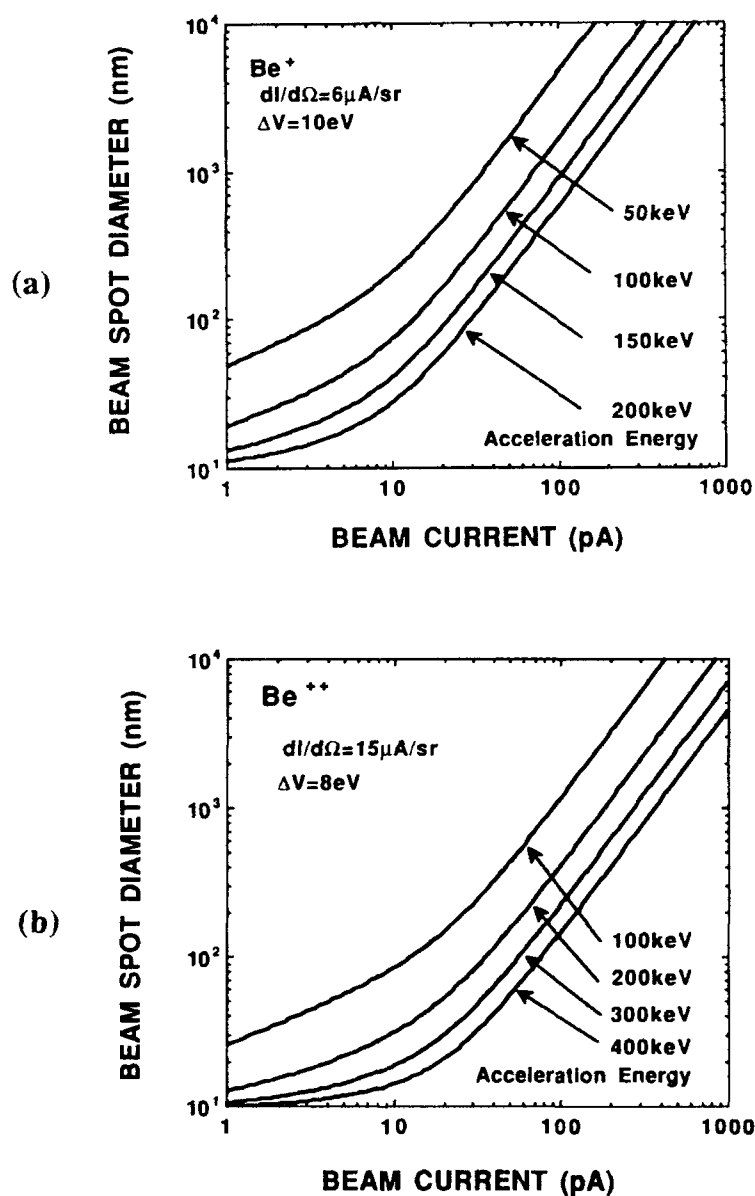 (a)
BEAM SPOT DIAMETER (nm)
10⁴
10³
10²
10¹
Be⁺
dI/dΩ=6μA/sr
ΔV=10eV
50keV
100keV
150keV
200keV
Acceleration Energy
1
10
100
1000
BEAM CURRENT (pA)
(b)
BEAM SPOT DIAMETER (nm)
10⁴
10³
10²
10¹
Be⁺⁺
dI/dΩ=15μA/sr
ΔV=8eV
100keV
200keV
300keV
400keV
Acceleration Energy
1
10
100
1000
BEAM CURRENT (pA)